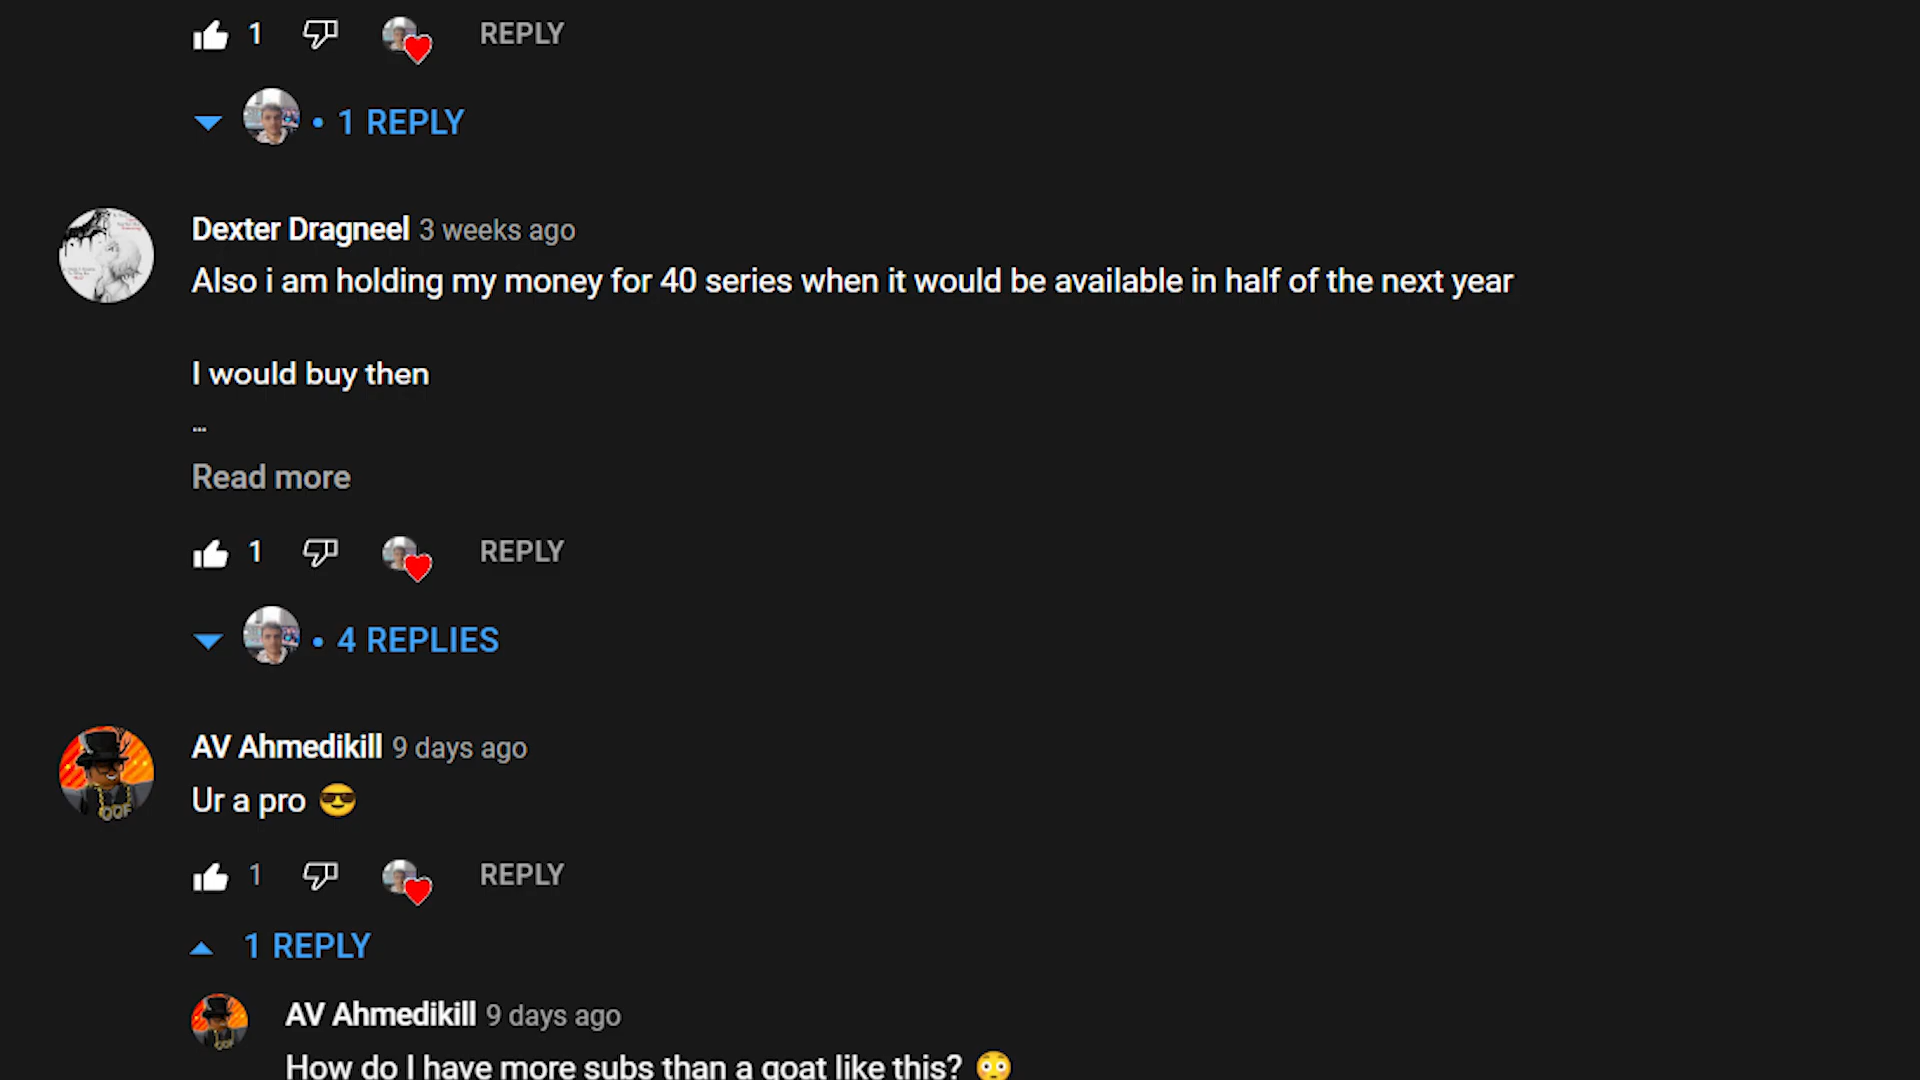 1 REPLY
• 1 REPLY
Dexter Dragneel 3 weeks ago
Also i am holding my money for 40 series when it would be available in half of the next year
I would buy then
...
Read more
1 REPLY
• 4 REPLIES
AV Ahmedikill 9 days ago
Ur a pro 😎
OOF
1 REPLY
1 REPLY
AV Ahmedikill 9 days ago
How do I have more subs than a goat like this? 😳